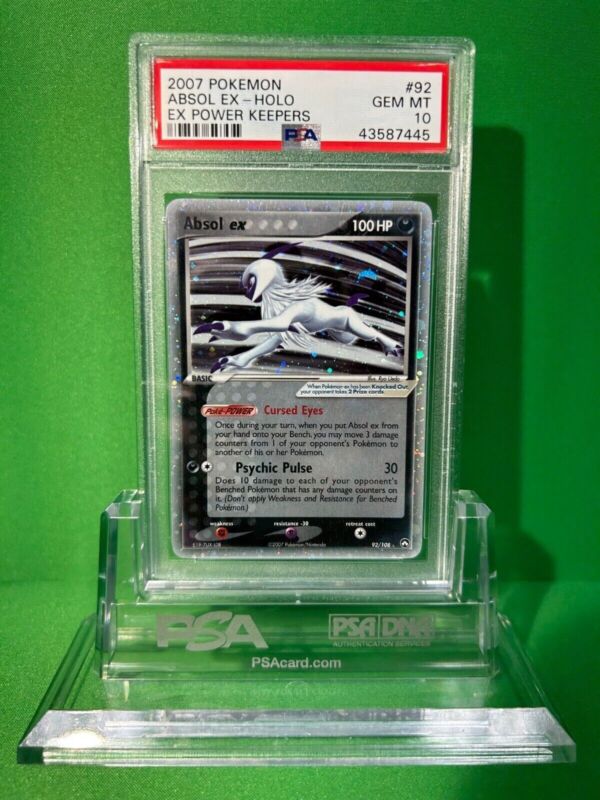 2007 POKEMON #92
ABSOL EX - HOLO GEM MT
EX POWER KEEPERS 10
PSA 43587445
Absol ex 100 HP
BASIC Illus. Ryo Ueda
When Pokémon-ex has been Knocked Out,
your opponent takes 2 Prize cards.
Poké-POWER Cursed Eyes
Once during your turn, when you put Absol ex from
your hand onto your Bench, you may move 3 damage
counters from 1 of your opponent's Pokémon to
another of his or her Pokémon.
Psychic Pulse 30
Does 10 damage to each of your opponent's
Benched Pokémon that has any damage counters on
it. (Don't apply Weakness and Resistance for Benched
Pokémon.)
weakness resistance -30 retreat cost
©2007 Pokémon/Nintendo 92/108
PSA PSA DNA
AUTHENTICATION SERVICES
PSAcard.com